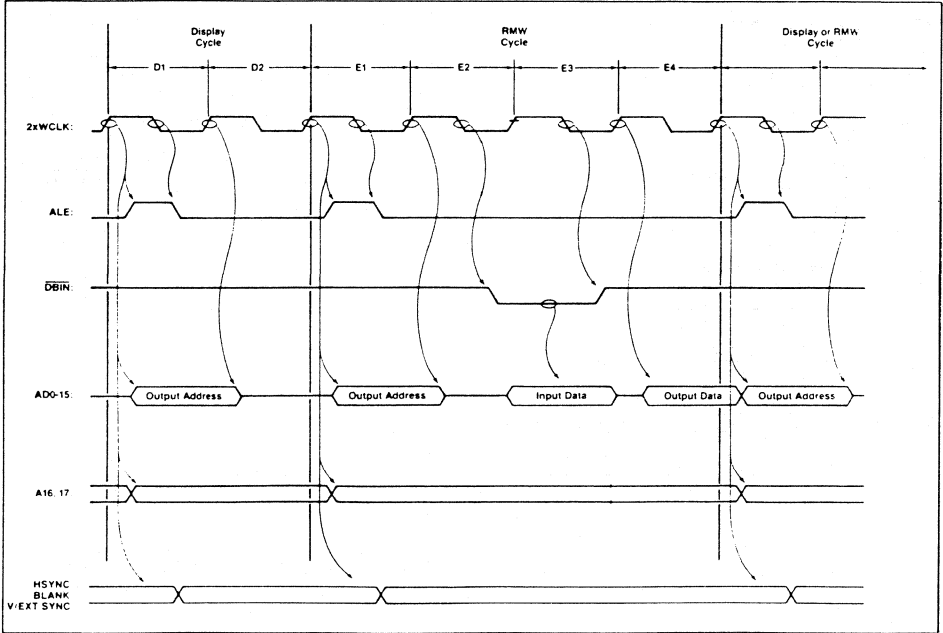 Display
Cycle
RMW
Cycle
Display or RMW
Cycle
D1
D2
E1
E2
E3
E4
2xWCLK:
ALE:
DBIN:
AD0-15:
Output Address
Output Address
Input Data
Output Data
Output Address
A16, 17:
HSYNC
BLANK
V/EXT SYNC